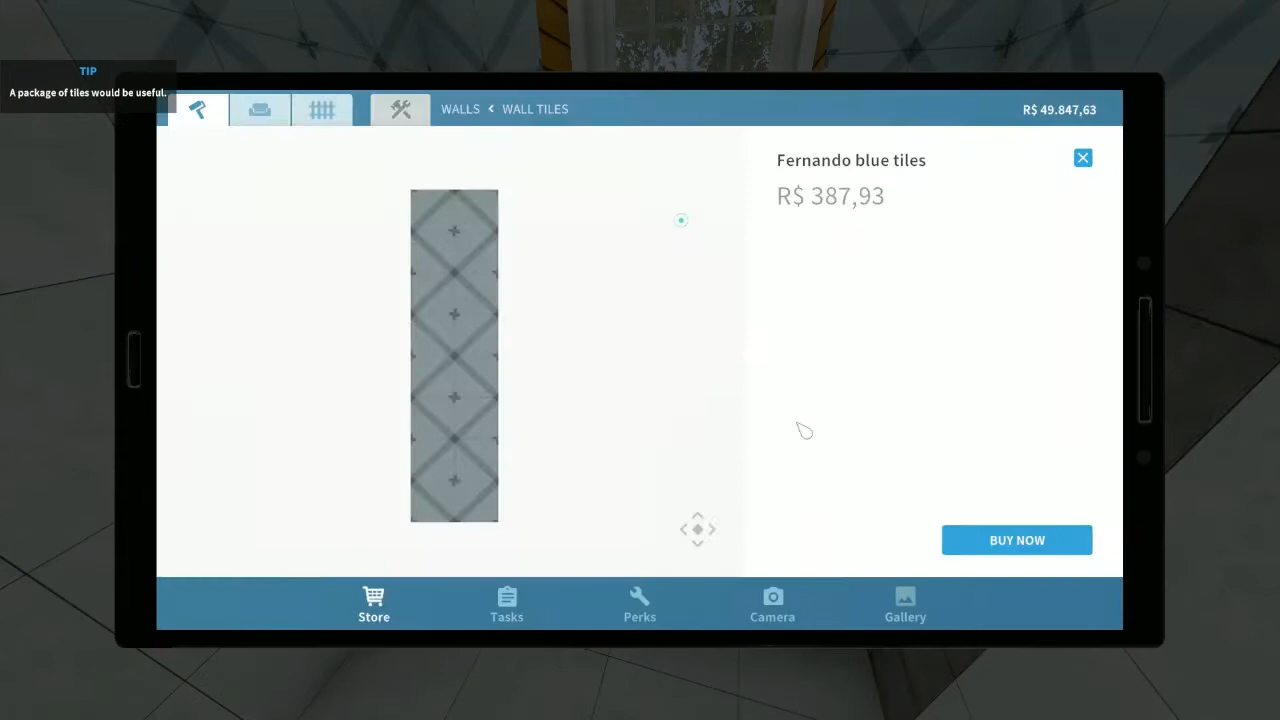 TIP
A package of tiles would be useful.
WALLS < WALL TILES
R$ 49.847,63
Fernando blue tiles
R$ 387,93
BUY NOW
Store
Tasks
Perks
Camera
Gallery